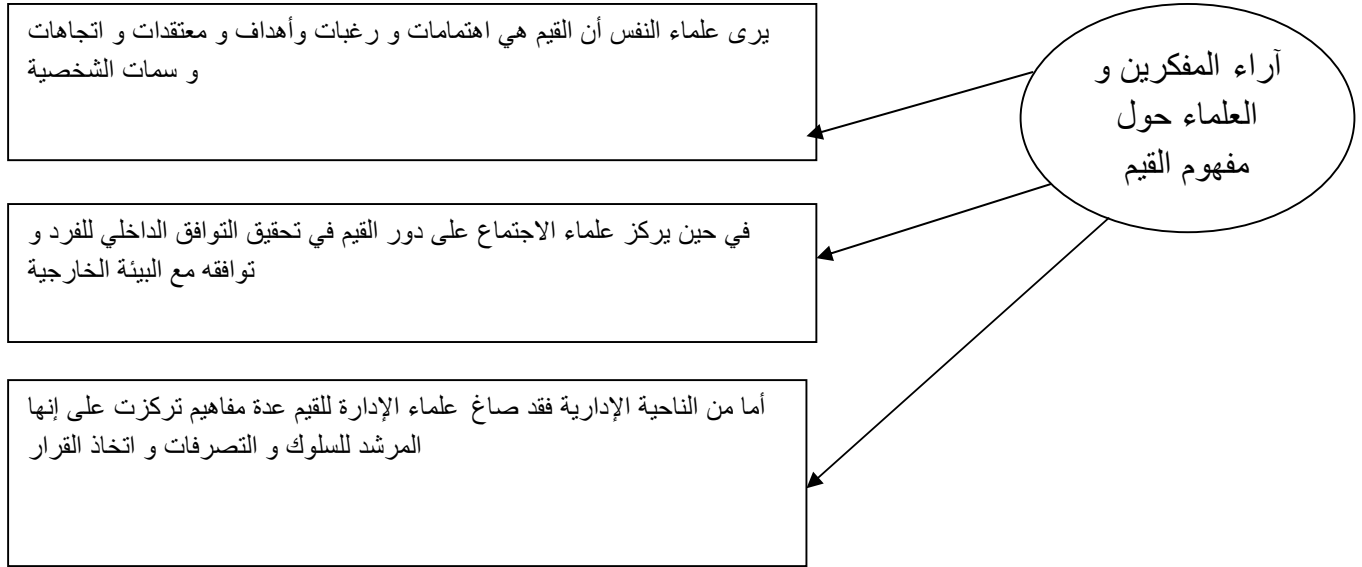 آراء المفكرين و
العلماء حول
مفهوم القيم
يرى علماء النفس أن القيم هي اهتمامات و رغبات وأهداف و معتقدات و اتجاهات
و سمات الشخصية
في حين يركز علماء الاجتماع على دور القيم في تحقيق التوافق الداخلي للفرد و
توافقه مع البيئة الخارجية
أما من الناحية الإدارية فقد صاغ علماء الإدارة للقيم عدة مفاهيم تركزت على إنها
المرشد للسلوك و التصرفات و اتخاذ القرار